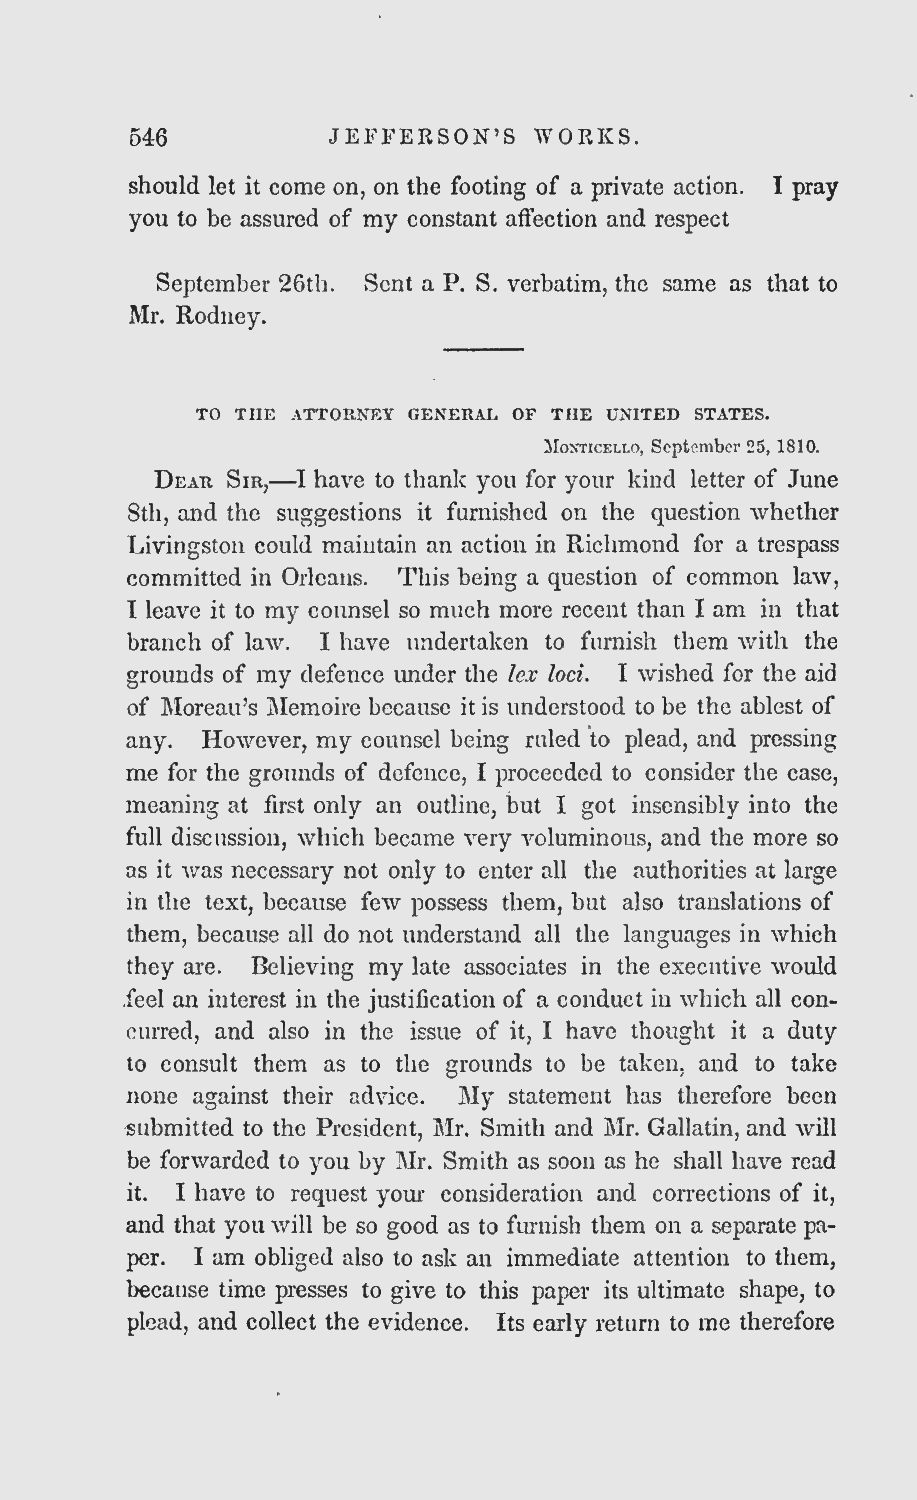 546 JEFFERSON'S WORKS.
should let it come on, on the footing of a private action. I pray
you to be assured of my constant affection and respect
September 26th. Sent a P. S. verbatim, the same as that to
Mr. Rodney.
TO THE ATTORNEY GENERAL OF THE UNITED STATES.
MONTICELLO, September 25, 1810.
DEAR SIR,—I have to thank you for your kind letter of June
8th, and the suggestions it furnished on the question whether
Livingston could maintain an action in Richmond for a trespass
committed in Orleans. This being a question of common law,
I leave it to my counsel so much more recent than I am in that
branch of law. I have undertaken to furnish them with the
grounds of my defence under the lex loci. I wished for the aid
of Moreau's Memoire because it is understood to be the ablest of
any. However, my counsel being ruled to plead, and pressing
me for the grounds of defence, I proceeded to consider the case,
meaning at first only an outline, but I got insensibly into the
full discussion, which became very voluminous, and the more so
as it was necessary not only to enter all the authorities at large
in the text, because few possess them, but also translations of
them, because all do not understand all the languages in which
they are. Believing my late associates in the executive would
feel an interest in the justification of a conduct in which all con-
curred, and also in the issue of it, I have thought it a duty
to consult them as to the grounds to be taken, and to take
none against their advice. My statement has therefore been
submitted to the President, Mr. Smith and Mr. Gallatin, and will
be forwarded to you by Mr. Smith as soon as he shall have read
it. I have to request your consideration and corrections of it,
and that you will be so good as to furnish them on a separate pa-
per. I am obliged also to ask an immediate attention to them,
because time presses to give to this paper its ultimate shape, to
plead, and collect the evidence. Its early return to me therefore